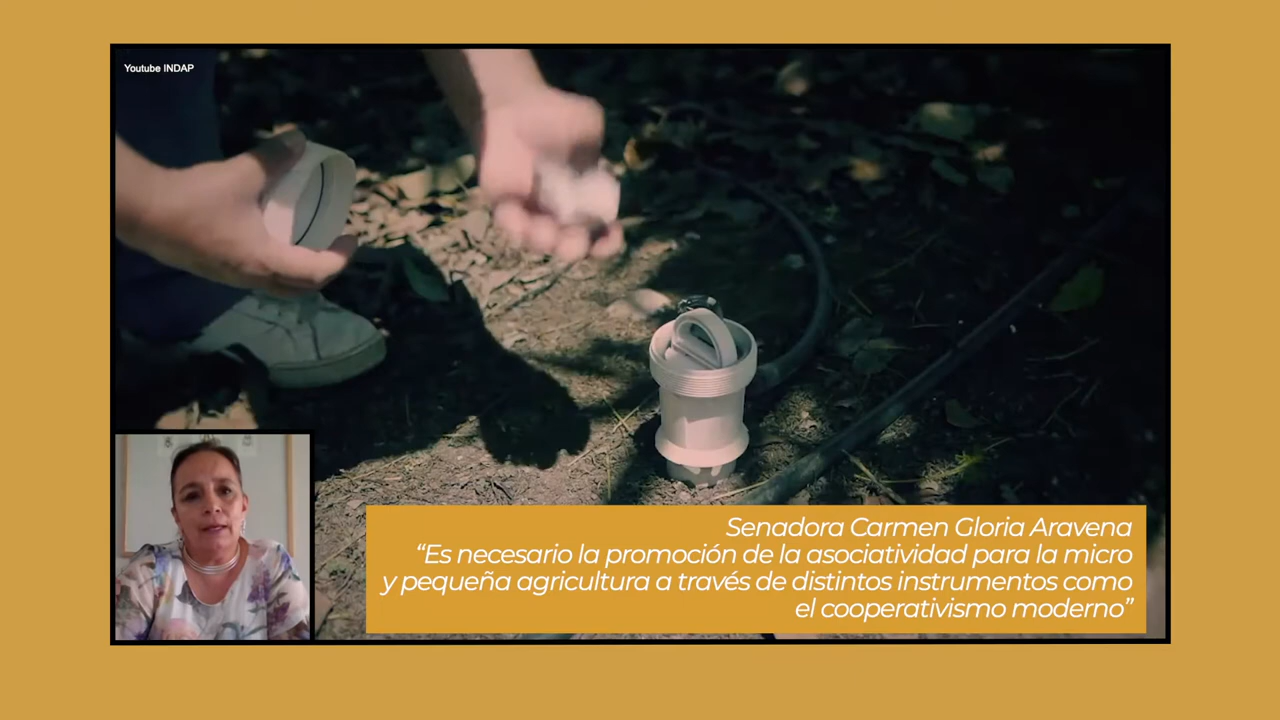 Youtube INDAP
Senadora Carmen Gloria Aravena
“Es necesario la promoción de la asociatividad para la micro
y pequeña agricultura a través de distintos instrumentos como
el cooperativismo moderno”